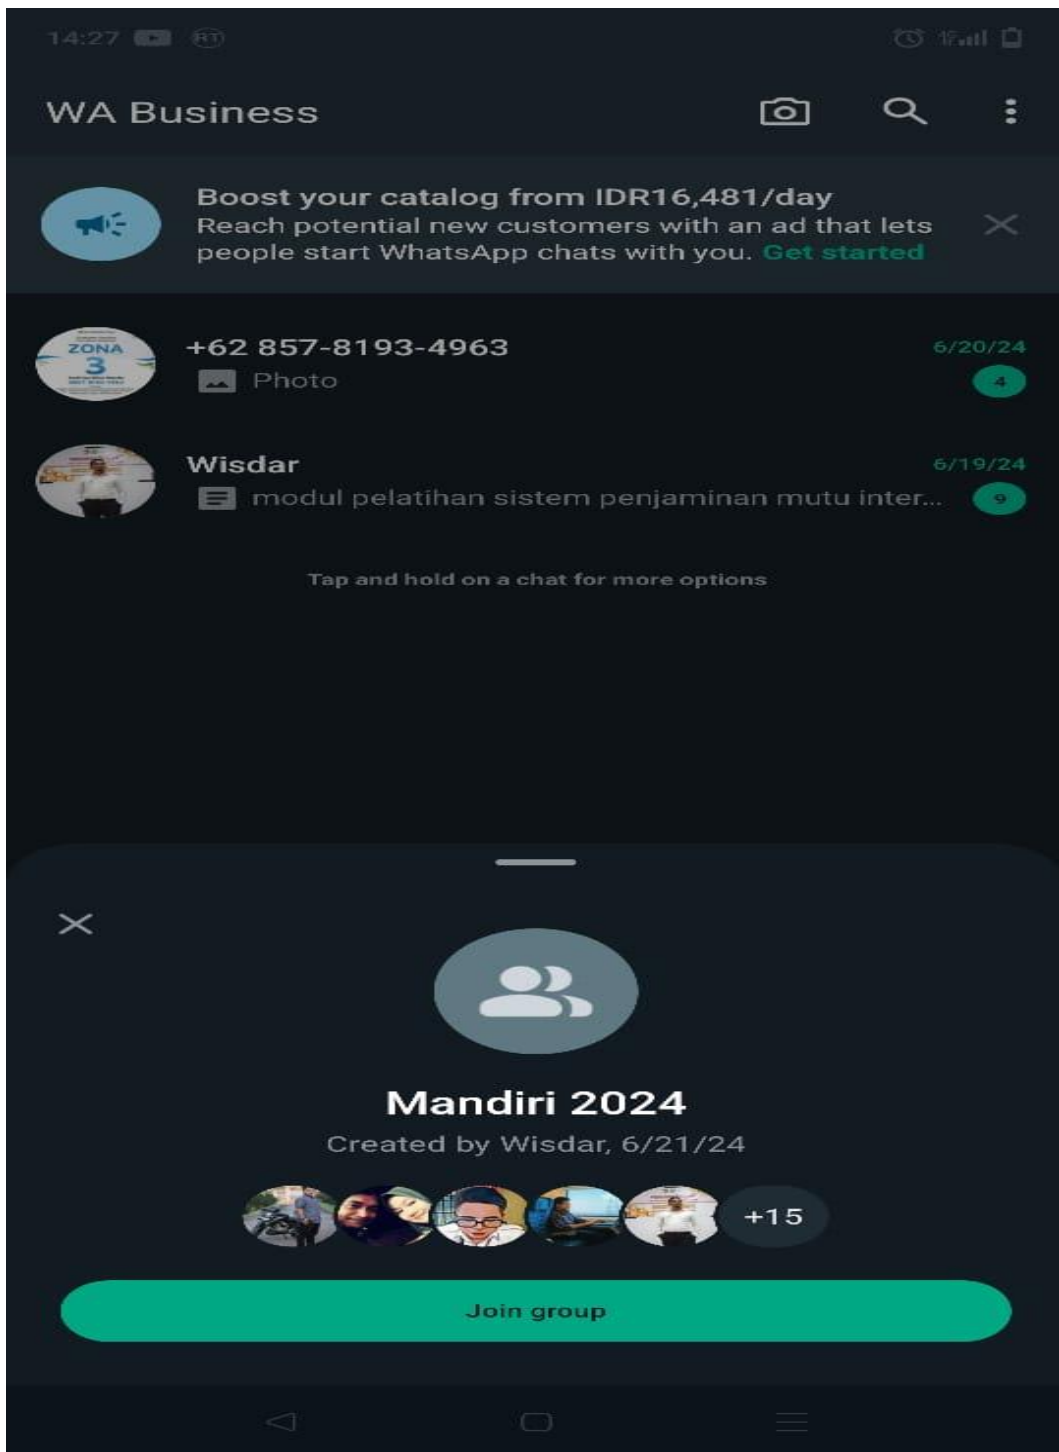 14:27
WA Business
Boost your catalog from IDR16,481/day
Reach potential new customers with an ad that lets
people start WhatsApp chats with you. Get started
ZONA
3
+62 857-8193-4963
6/20/24
Photo
4
Wisdar
6/19/24
modul pelatihan sistem penjaminan mutu inter...
9
Tap and hold on a chat for more options
Mandiri 2024
Created by Wisdar, 6/21/24
+15
Join group